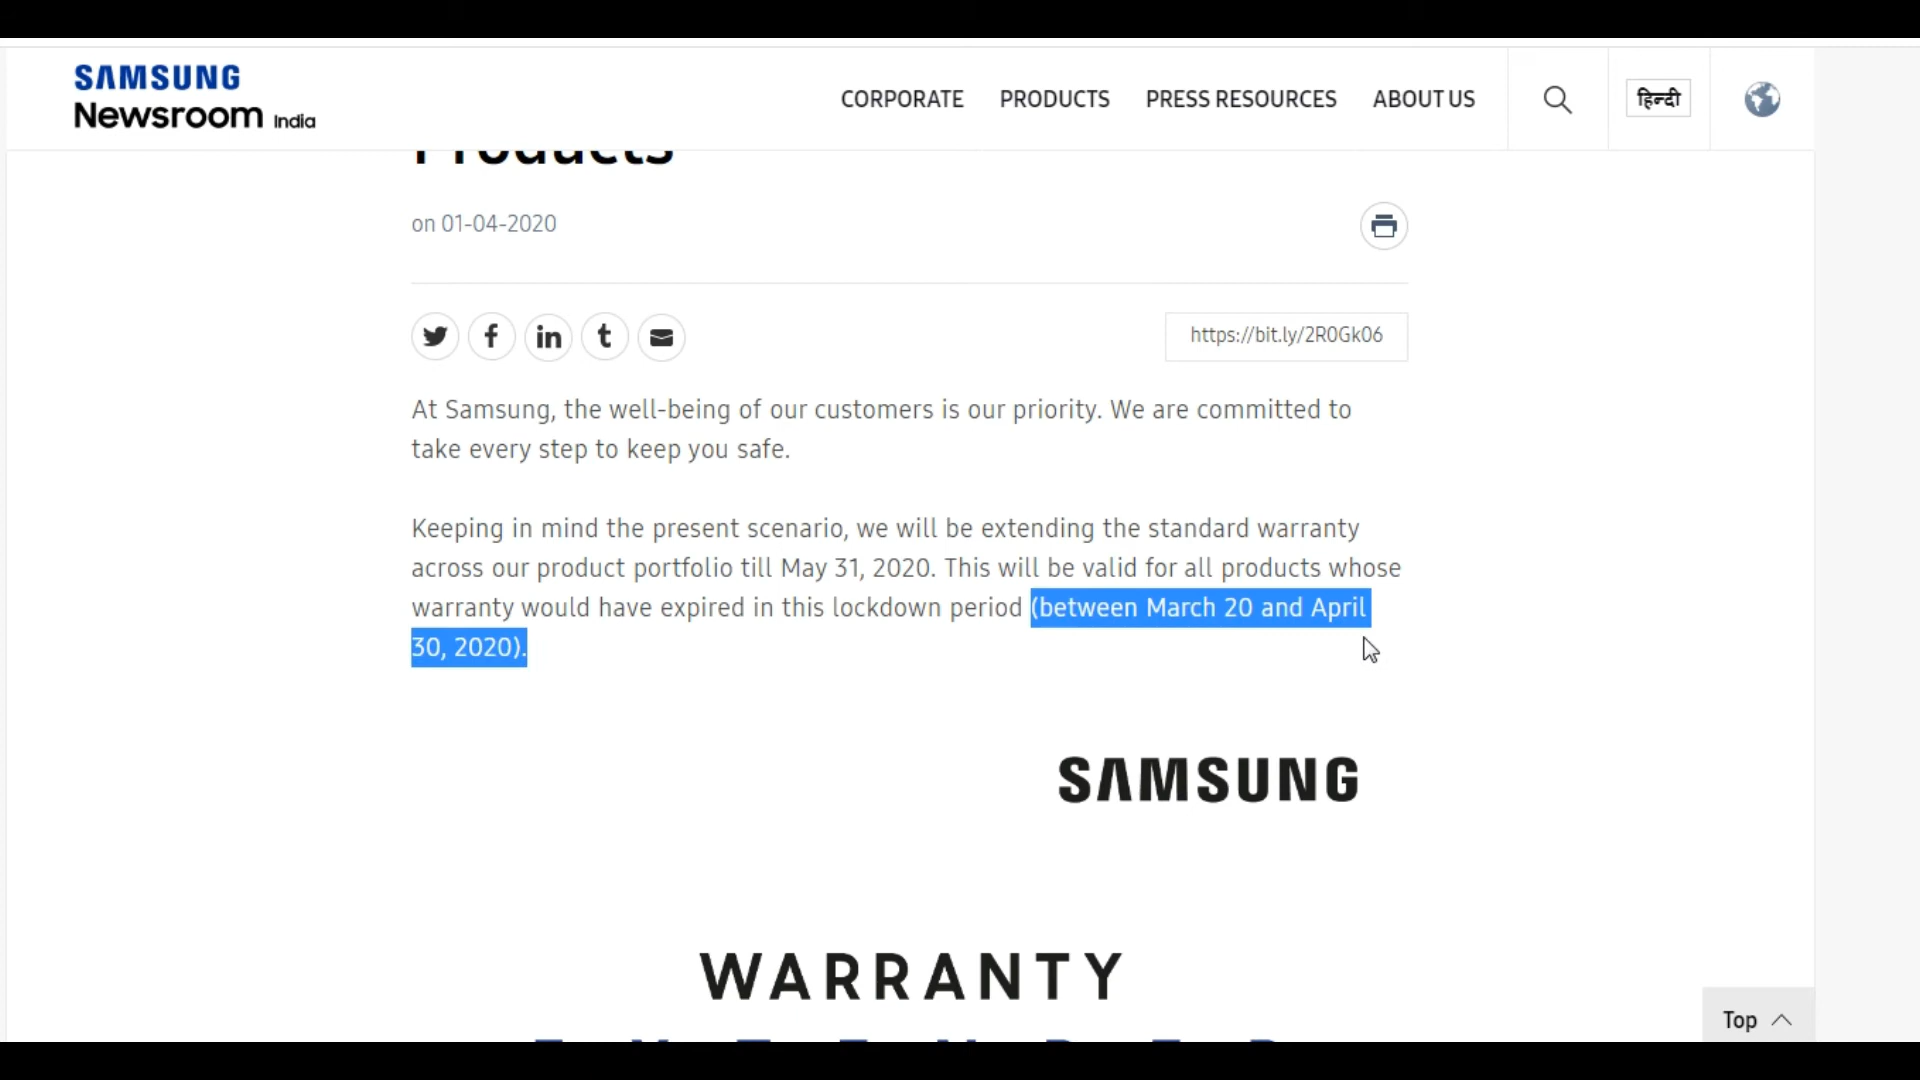 SAMSUNG
Newsroom India
CORPORATE PRODUCTS PRESS RESOURCES ABOUT US हिन्दी
Products
on 01-04-2020
https://bit.ly/2R0Gk06
At Samsung, the well-being of our customers is our priority. We are committed to
take every step to keep you safe.
Keeping in mind the present scenario, we will be extending the standard warranty
across our product portfolio till May 31, 2020. This will be valid for all products whose
warranty would have expired in this lockdown period (between March 20 and April
30, 2020).
SAMSUNG
WARRANTY
Top